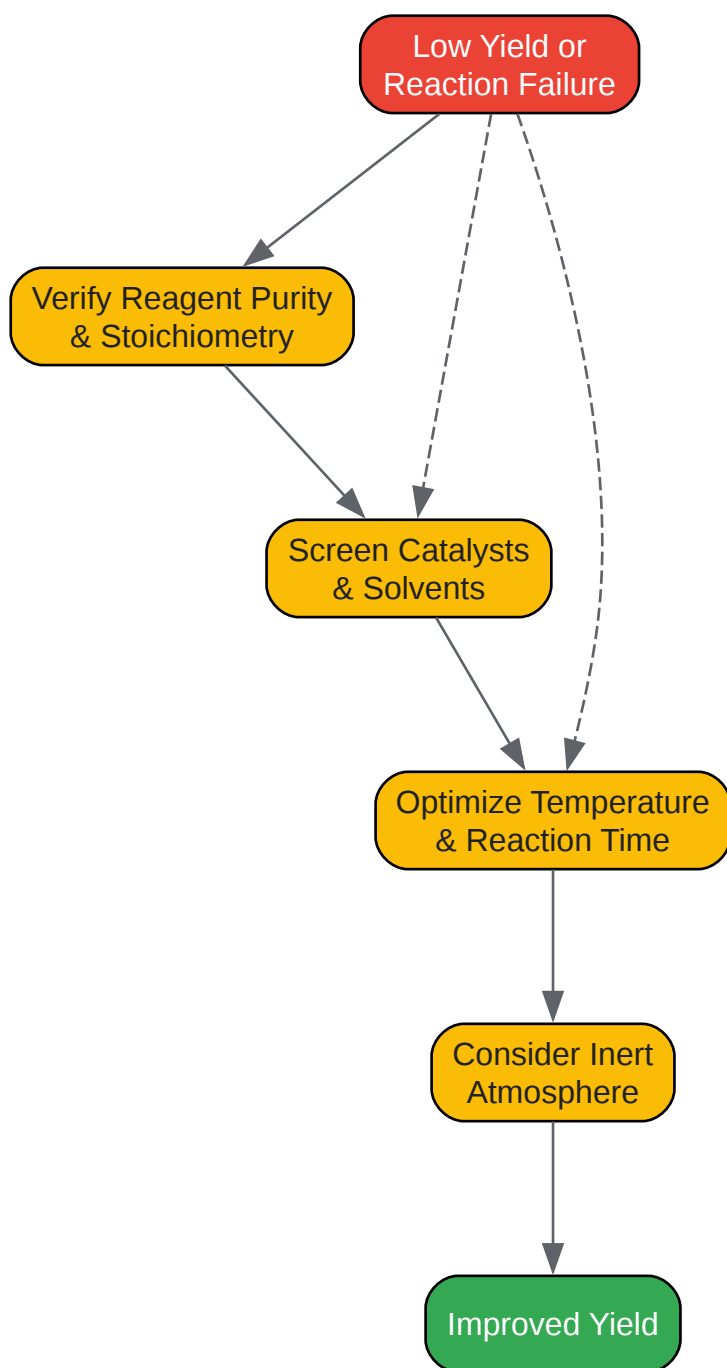 Low Yield or
Reaction Failure
Verify Reagent Purity
& Stoichiometry
Screen Catalysts
& Solvents
Optimize Temperature
& Reaction Time
Consider Inert
Atmosphere
Improved Yield